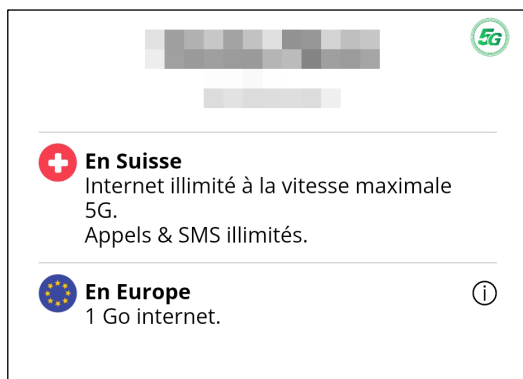 5G
En Suisse
Internet illimité à la vitesse maximale
5G.
Appels & SMS illimités.
En Europe
1 Go internet.